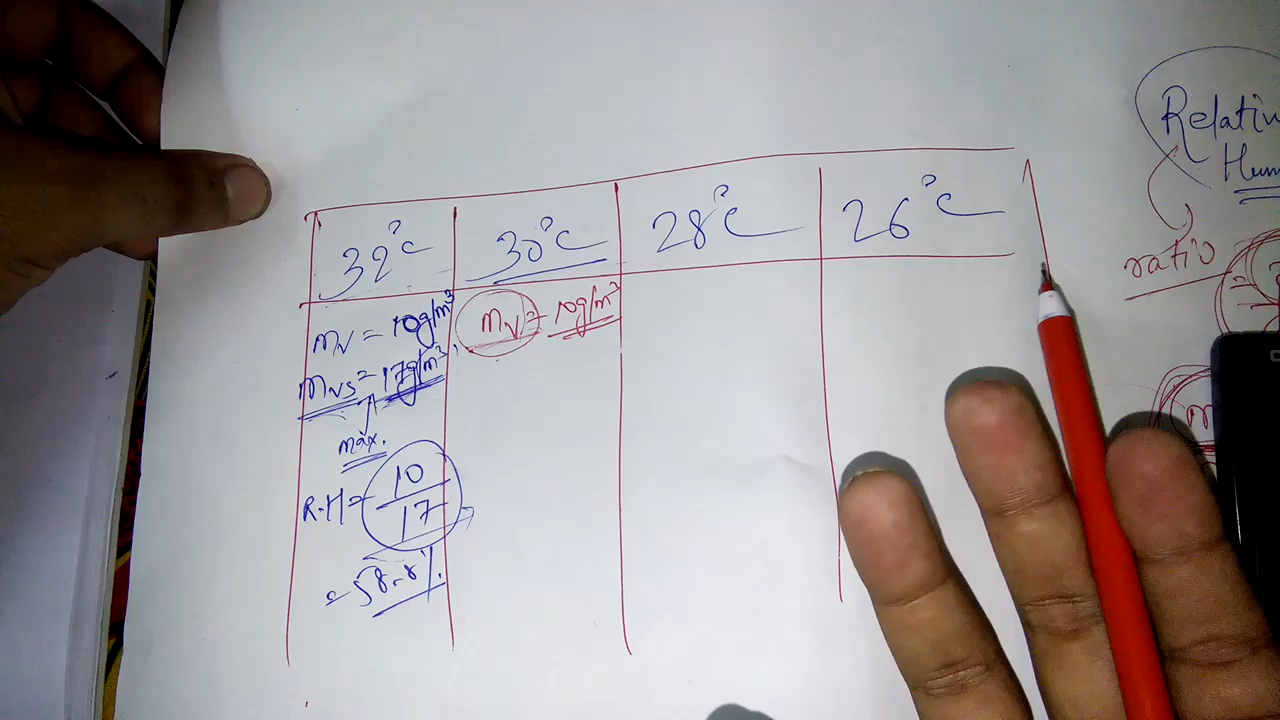 32°C 30°C 28°C 26°C
mv = 10g/m³
mvs = 17g/m³
max.
R.H = 10/17
= 58.8%.
mv = 10g/m³
Relativ
Hum
ratio